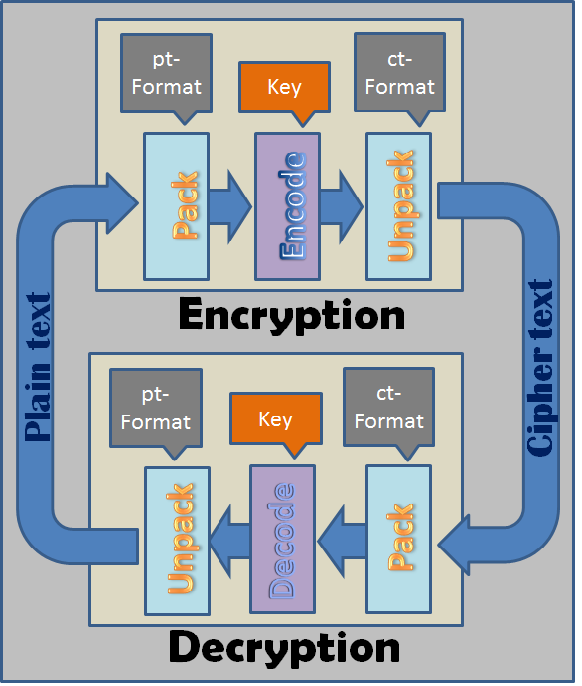 pt-
Format
Key
ct-
Format
Pack
Encode
Unpack
Encryption
Plain text
Cipher text
pt-
Format
Key
ct-
Format
Unpack
Decode
Pack
Decryption